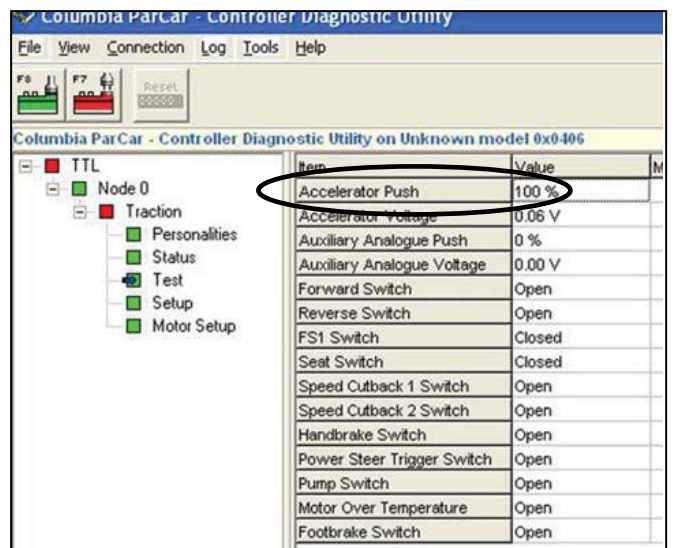 Columbia ParCar - Controller Diagnostic Utility
File View Connection Log Tools Help
F8 F7 Reset
Columbia ParCar - Controller Diagnostic Utility on Unknown model 0x0406
TTL
Node 0
Traction
Personalities
Status
Test
Setup
Motor Setup
Item Value M
Accelerator Push 100 %
Accelerator Voltage 0.06 V
Auxiliary Analogue Push 0 %
Auxiliary Analogue Voltage 0.00 V
Forward Switch Open
Reverse Switch Open
FS1 Switch Closed
Seat Switch Closed
Speed Cutback 1 Switch Open
Speed Cutback 2 Switch Open
Handbrake Switch Open
Power Steer Trigger Switch Open
Pump Switch Open
Motor Over Temperature Open
Footbrake Switch Open